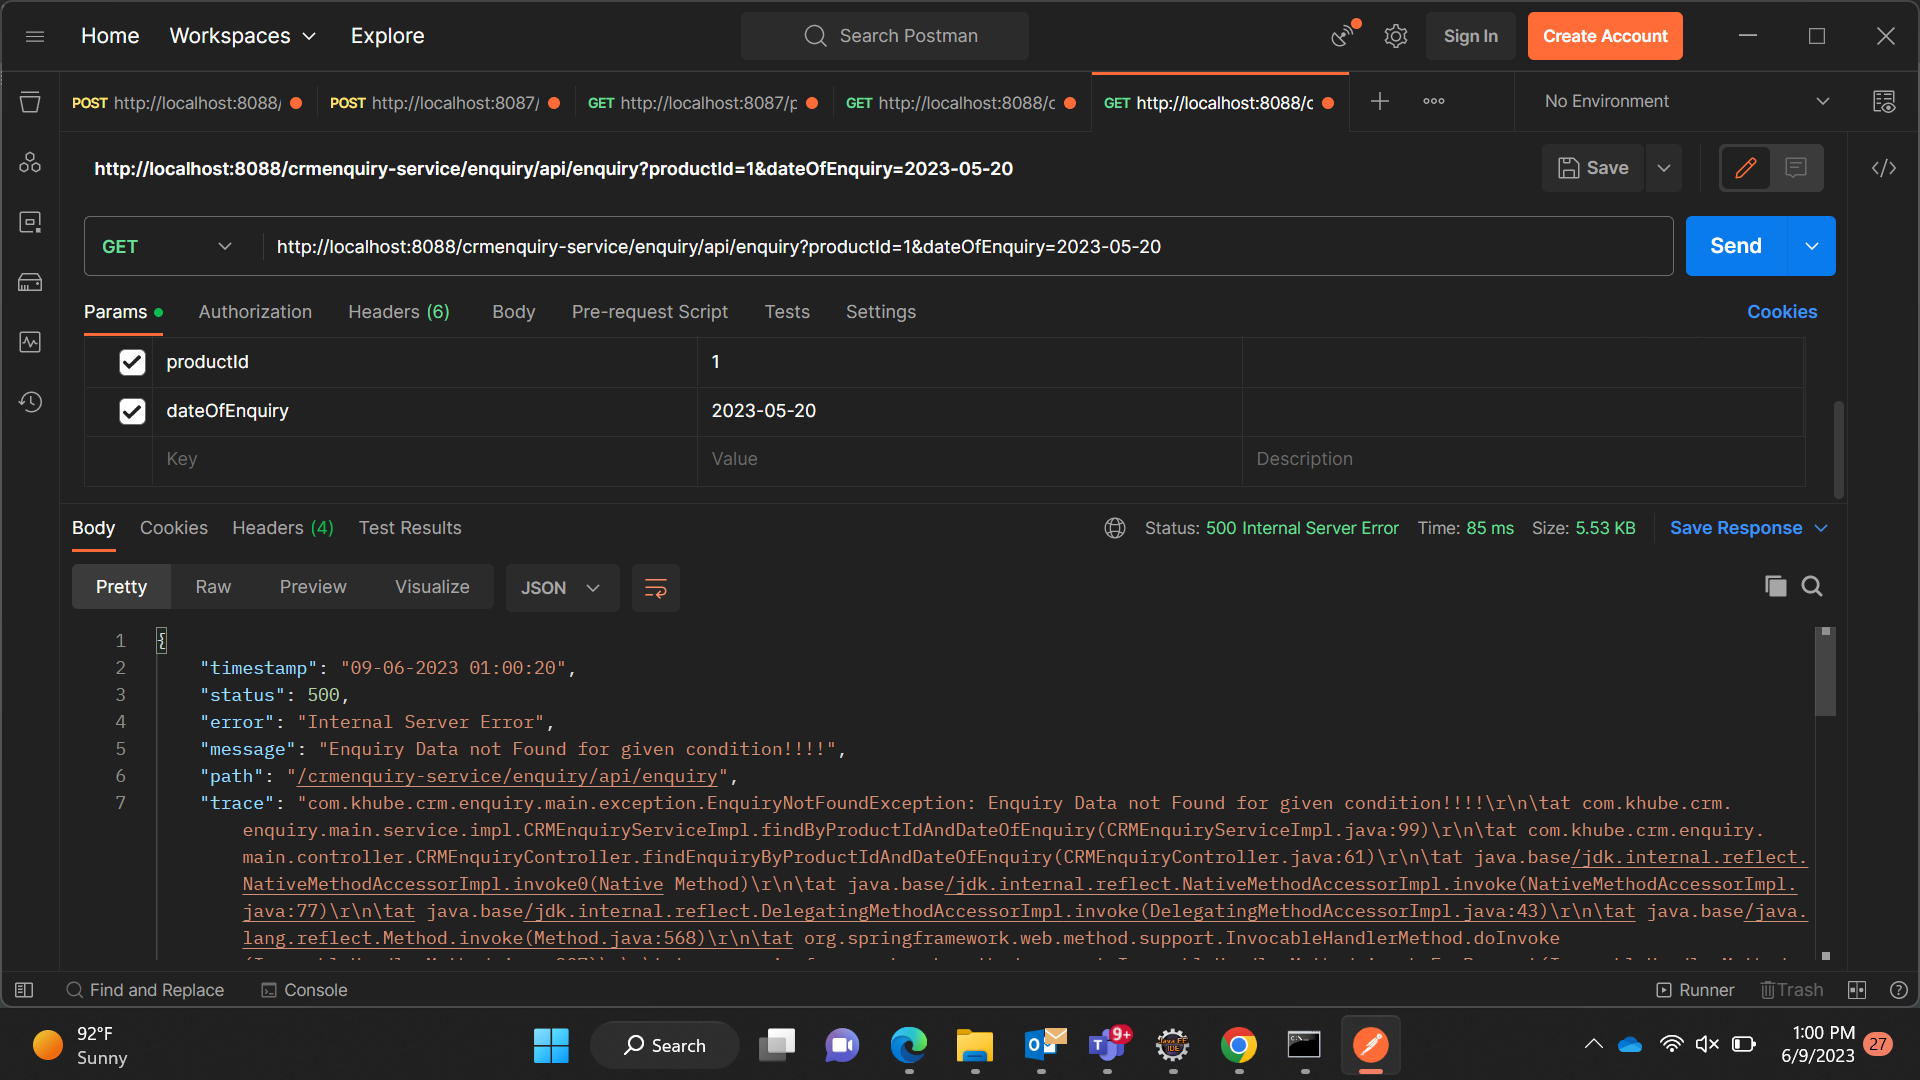 Home
Workspaces
Explore
Search Postman
Sign In
Create Account
POST http://localhost:8088/
POST http://localhost:8087/
GET http://localhost:8087/p
GET http://localhost:8088/c
GET http://localhost:8088/c
No Environment
http://localhost:8088/crmenquiry-service/enquiry/api/enquiry?productId=1&dateOfEnquiry=2023-05-20
Save
GET
http://localhost:8088/crmenquiry-service/enquiry/api/enquiry?productId=1&dateOfEnquiry=2023-05-20
Send
Params
Authorization
Headers (6)
Body
Pre-request Script
Tests
Settings
Cookies
productId 1
dateOfEnquiry 2023-05-20
Key Value Description
Body
Cookies
Headers (4)
Test Results
Status: 500 Internal Server Error Time: 85 ms Size: 5.53 KB
Save Response
Pretty
Raw
Preview
Visualize
JSON
1 {
2 "timestamp": "09-06-2023 01:00:20",
3 "status": 500,
4 "error": "Internal Server Error",
5 "message": "Enquiry Data not Found for given condition!!!!",
6 "path": "/crmenquiry-service/enquiry/api/enquiry",
7 "trace": "com.khube.crm.enquiry.main.exception.EnquiryNotFoundException: Enquiry Data not Found for given condition!!!!\r\n\tat com.khube.crm.
enquiry.main.service.impl.CRMEnquiryServiceImpl.findByProductIdAndDateOfEnquiry(CRMEnquiryServiceImpl.java:99)\r\n\tat com.khube.crm.enquiry.
main.controller.CRMEnquiryController.findEnquiryByProductIdAndDateOfEnquiry(CRMEnquiryController.java:61)\r\n\tat java.base/jdk.internal.reflect.
NativeMethodAccessorImpl.invoke0(Native Method)\r\n\tat java.base/jdk.internal.reflect.NativeMethodAccessorImpl.invoke(NativeMethodAccessorImpl.
java:77)\r\n\tat java.base/jdk.internal.reflect.DelegatingMethodAccessorImpl.invoke(DelegatingMethodAccessorImpl.java:43)\r\n\tat java.base/java.
lang.reflect.Method.invoke(Method.java:568)\r\n\tat org.springframework.web.method.support.InvocableHandlerMethod.doInvoke
Find and Replace
Console
Runner
Trash
92°F
Sunny
Search
9+
1:00 PM
6/9/2023
27